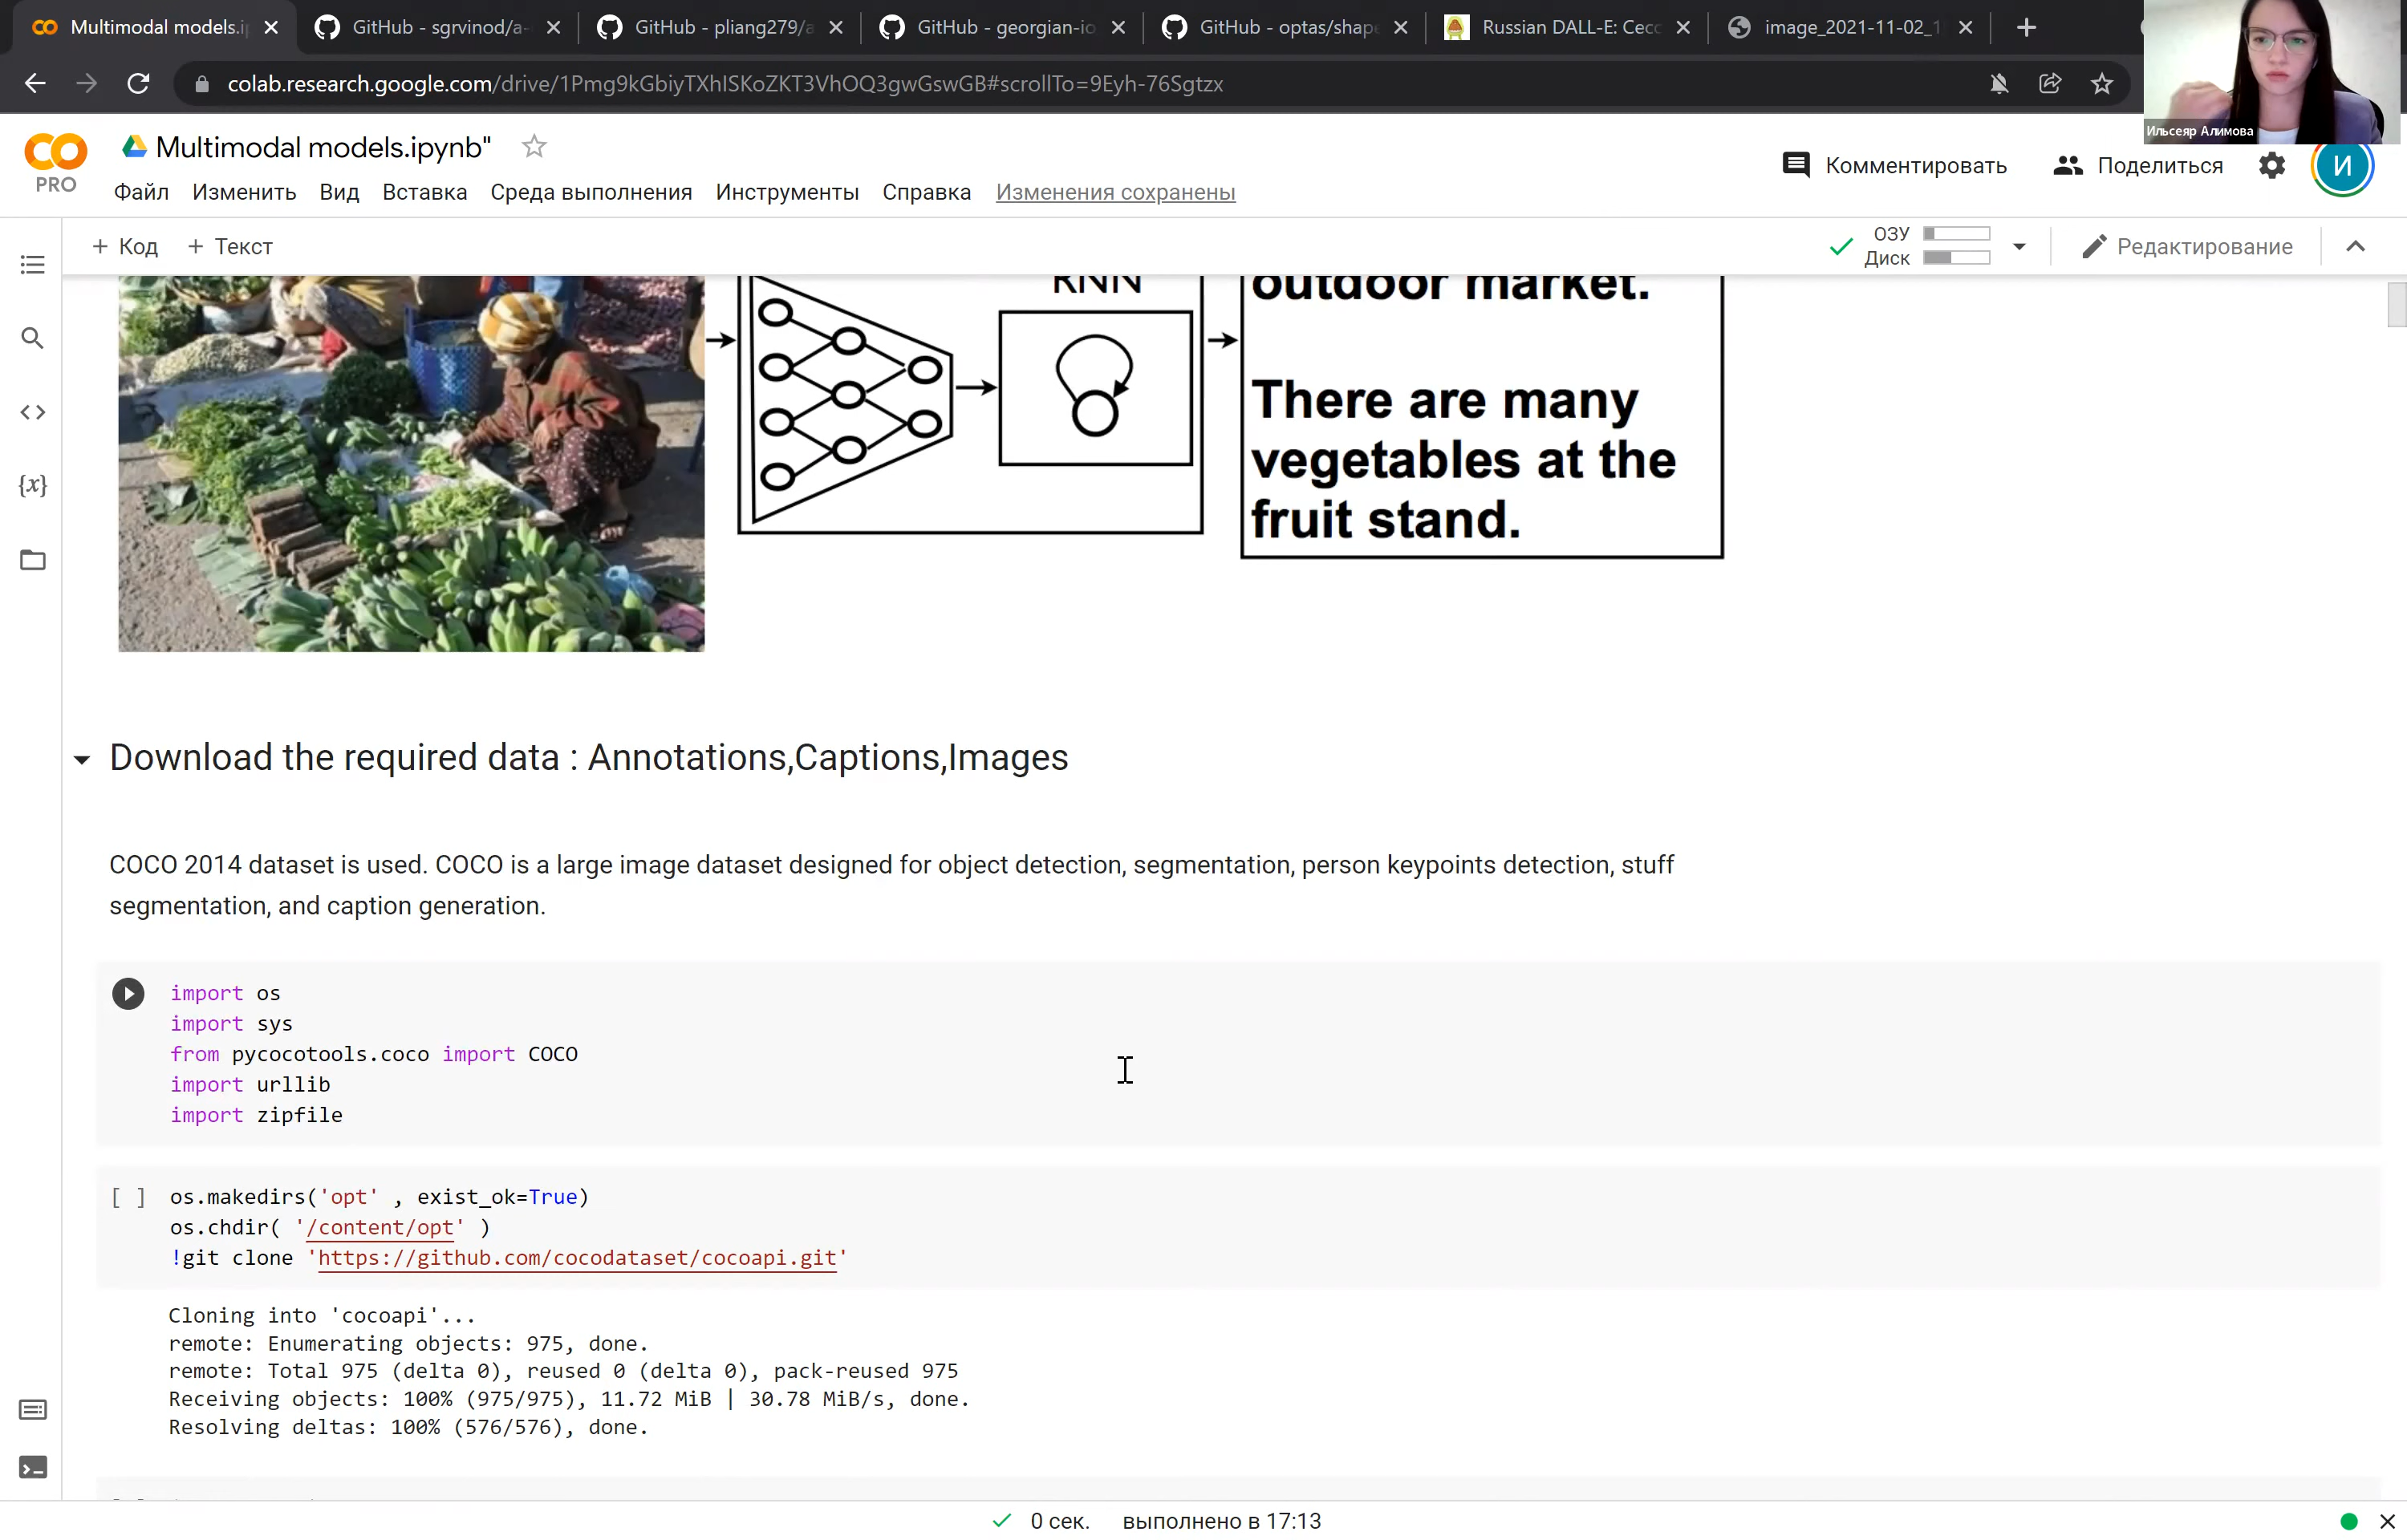 Multimodal models.i
GitHub - sgrvinod/a-
GitHub - pliang279/a
GitHub - georgian-io
GitHub - optas/shape
Russian DALL-E: Сесс
image_2021-11-02_1
colab.research.google.com/drive/1Pmg9kGbiyTXhISKoZKT3VhOQ3gwGswGB#scrollTo=9Eyh-76Sgtzx
Ильсеяр Алимова
PRO
Multimodal models.ipynb"
Файл Изменить Вид Вставка Среда выполнения Инструменты Справка Изменения сохранены
Комментировать
Поделиться
И
+ Код + Текст
ОЗУ
Диск
Редактирование
RNN
outdoor market.
There are many
vegetables at the
fruit stand.
{x}
Download the required data : Annotations,Captions,Images
COCO 2014 dataset is used. COCO is a large image dataset designed for object detection, segmentation, person keypoints detection, stuff
segmentation, and caption generation.
import os
import sys
from pycocotools.coco import COCO
import urllib
import zipfile
[ ] os.makedirs('opt' , exist_ok=True)
os.chdir( '/content/opt' )
!git clone 'https://github.com/cocodataset/cocoapi.git'
Cloning into 'cocoapi'...
remote: Enumerating objects: 975, done.
remote: Total 975 (delta 0), reused 0 (delta 0), pack-reused 975
Receiving objects: 100% (975/975), 11.72 MiB | 30.78 MiB/s, done.
Resolving deltas: 100% (576/576), done.
0 сек. выполнено в 17:13